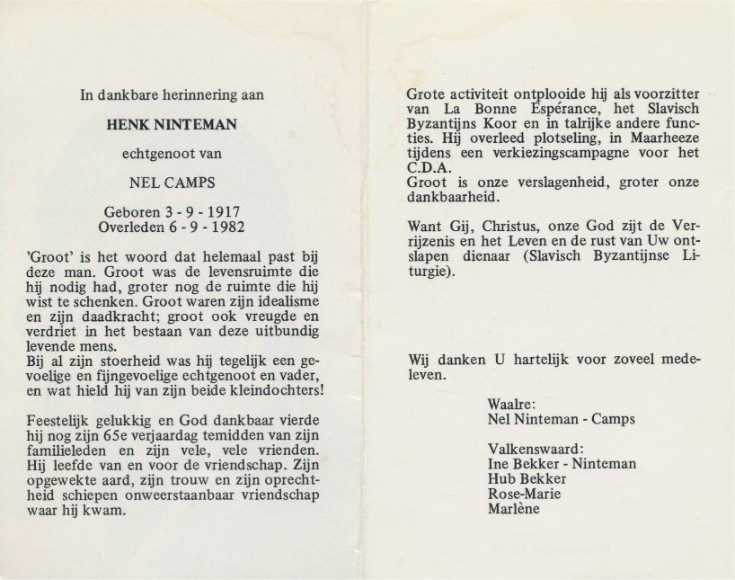 In dankbare herinnering aan
HENK NINTEMAN
echtgenoot van
NEL CAMPS
Geboren 3 - 9 - 1917
Overleden 6 - 9 - 1982
'Groot' is het woord dat helemaal past bij
deze man. Groot was de levensruimte die
hij nodig had, groter nog de ruimte die hij
wist te schenken. Groot waren zijn idealisme
en zijn daadkracht; groot ook vreugde en
verdriet in het bestaan van deze uitbundig
levende mens.
Bij al zijn stoerheid was hij tegelijk een ge-
voelige en fijngevoelige echtgenoot en vader,
en wat hield hij van zijn beide kleindochters!
Feestelijk gelukkig en God dankbaar vierde
hij nog zijn 65e verjaardag temidden van zijn
familieleden en zijn vele, vele vrienden.
Hij leefde van en voor de vriendschap. Zijn
opgewekte aard, zijn trouw en zijn oprecht-
heid schiepen onweerstaanbaar vriendschap
waar hij kwam.
Grote activiteit ontplooide hij als voorzitter
van La Bonne Espérance, het Slavisch
Byzantijns Koor en in talrijke andere func-
ties. Hij overleed plotseling, in Maarheeze
tijdens een verkiezingscampagne voor het
C.D.A.
Groot is onze verslagenheid, groter onze
dankbaarheid.
Want Gij, Christus, onze God zijt de Ver-
rijzenis en het Leven en de rust van Uw ont-
slapen dienaar (Slavisch Byzantijnse Li-
turgie).
Wij danken U hartelijk voor zoveel mede-
leven.
Waalre:
Nel Ninteman - Camps
Valkenswaard:
Ine Bekker - Ninteman
Hub Bekker
Rose-Marie
Marlène